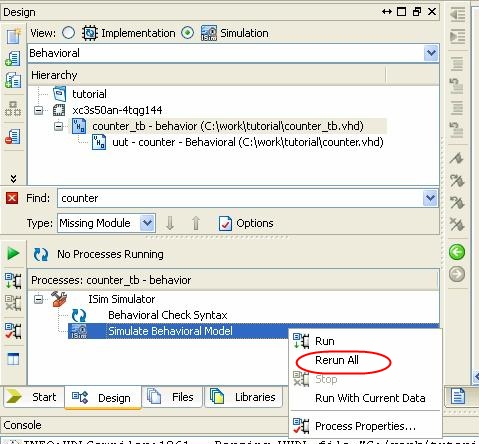 Design
View: Implementation Simulation
Behavioral
Hierarchy
tutorial
xc3s50an-4tqg144
counter_tb - behavior (C:\work\tutorial\counter_tb.vhd)
uut - counter - Behavioral (C:\work\tutorial\counter.vhd)
Find: counter
Type: Missing Module Options
No Processes Running
Processes: counter_tb - behavior
ISim Simulator
Behavioral Check Syntax
Simulate Behavioral Model
Run
Rerun All
Stop
Run With Current Data
Process Properties...
Start Design Files Libraries
Console